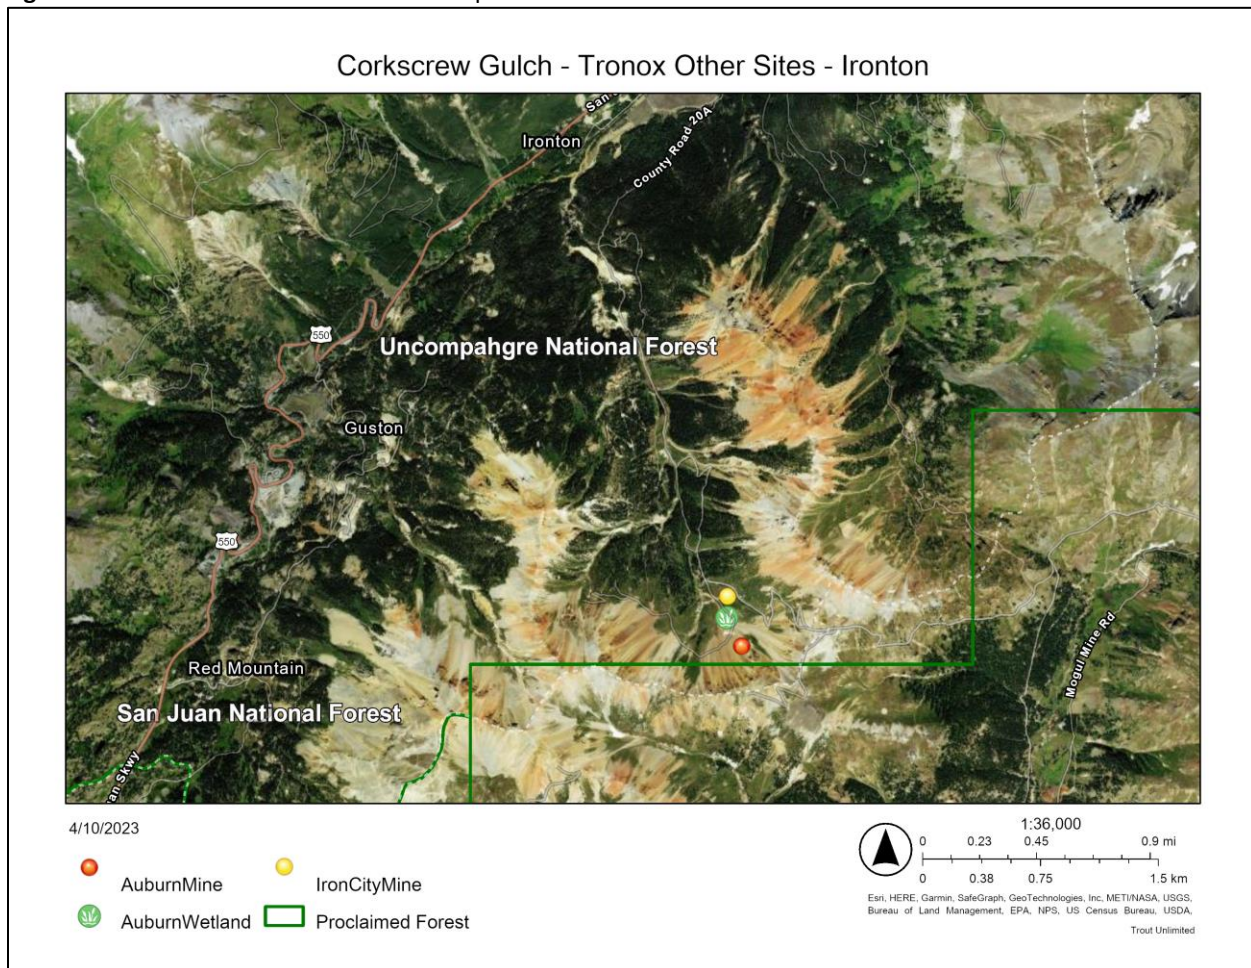 Corkscrew Gulch - Tronox Other Sites - Ironton
County Road 20A
Ironton
550
Uncompahgre National Forest
Guston
550
Mogul Mine Rd
Red Mountain
San Juan National Forest
Skwy
4/10/2023
AuburnMine
IronCityMine
AuburnWetland
Proclaimed Forest
1:36,000
0 0.23 0.45 0.9 mi
0 0.38 0.75 1.5 km
Esri, HERE, Garmin, SafeGraph, GeoTechnologies, Inc, METI/NASA, USGS,
Bureau of Land Management, EPA, NPS, US Census Bureau, USDA,
Trout Unlimited